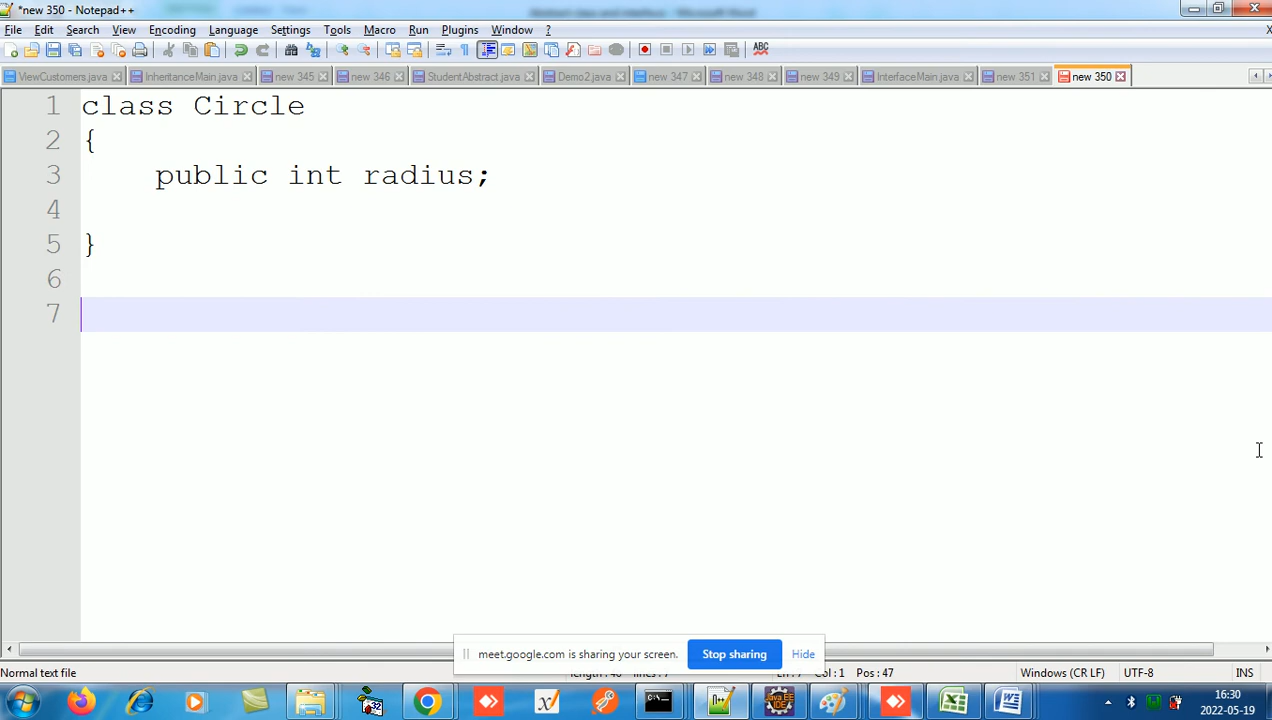 *new 350 - Notepad++
File Edit Search View Encoding Language Settings Tools Macro Run Plugins Window ? X
ABC
ViewCustomers.java InheritanceMain.java new 345 new 346 StudentAbstract.java Demo2.java new 347 new 348 new 349 InterfaceMain.java new 351 new 350
1 class Circle
2 {
3 public int radius;
4
5 }
6
7
meet.google.com is sharing your screen. Stop sharing Hide
Normal text file Col : 1 Pos : 47 Windows (CR LF) UTF-8 INS
16:30
2022-05-19